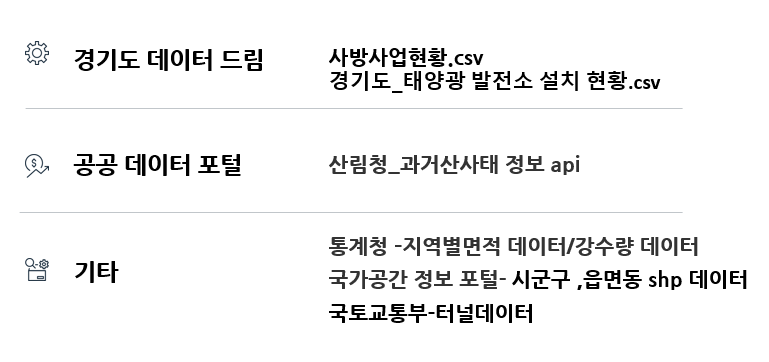 경기도 데이터 드림
사방사업현황.csv
경기도_태양광 발전소 설치 현황.csv
공공 데이터 포털
산림청_과거산사태 정보 api
기타
통계청 -지역별면적 데이터/강수량 데이터
국가공간 정보 포털- 시군구 ,읍면동 shp 데이터
국토교통부-터널데이터